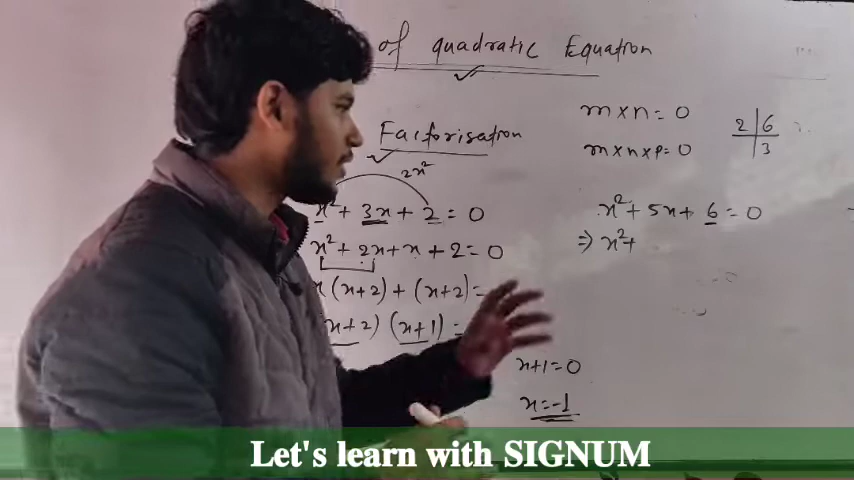 of quadratic Equation
Factorisation
2x²
x² + 3x + 2 = 0
x² + 2x + x + 2 = 0
x (x+2) + (x+2) =
x+2) (x+1) =
x+1 = 0
x = -1
m × n = 0
m × n × p = 0
2 | 6
3
x² + 5x + 6 = 0
⇒ x² +
Let's learn with SIGNUM